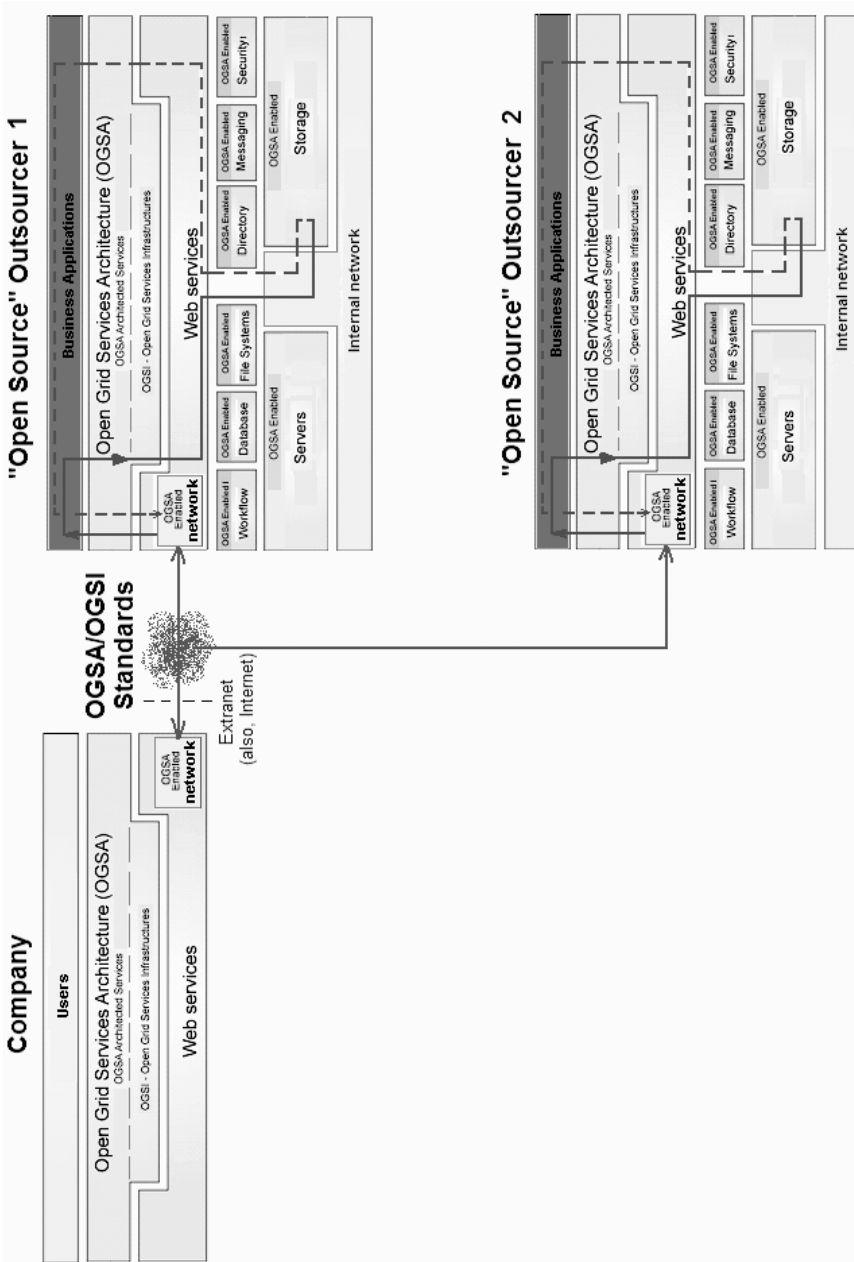 Company
Users
Open Grid Services Architecture (OGSA)
OGSA Architected Services
OGSI - Open Grid Services Infrastructures
Web services
OGSA
Enabled
network
OGSA/OGSI
Standards
Extranet
(also, Internet)
"Open Source" Outsourcer 1
Business Applications
Open Grid Services Architecture (OGSA)
OGSA Architected Services
OGSI - Open Grid Services Infrastructures
Web services
OGSA
Enabled
network
OGSA Enabled
Workflow
OGSA Enabled
Database
OGSA Enabled
File Systems
OGSA Enabled
Directory
OGSA Enabled
Messaging
OGSA Enabled
Security
OGSA Enabled
Servers
OGSA Enabled
Storage
Internal network
"Open Source" Outsourcer 2
Business Applications
Open Grid Services Architecture (OGSA)
OGSA Architected Services
OGSI - Open Grid Services Infrastructures
Web services
OGSA
Enabled
network
OGSA Enabled
Workflow
OGSA Enabled
Database
OGSA Enabled
File Systems
OGSA Enabled
Directory
OGSA Enabled
Messaging
OGSA Enabled
Security
OGSA Enabled
Servers
OGSA Enabled
Storage
Internal network